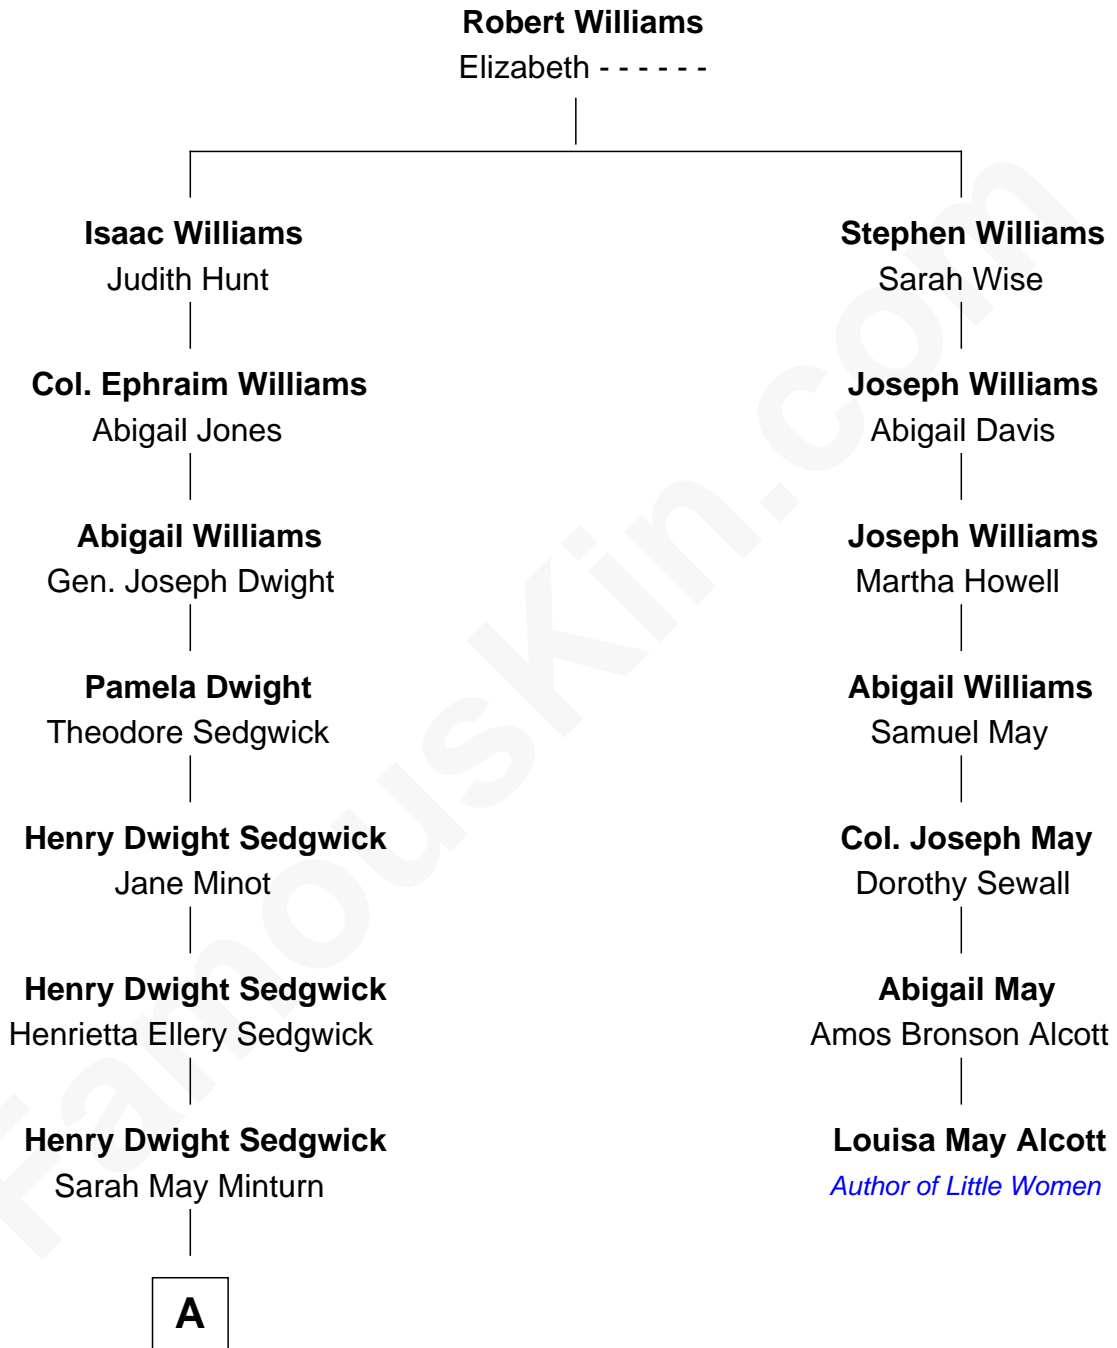 Robert Williams
Elizabeth - - - - - -
Isaac Williams
Judith Hunt
Col. Ephraim Williams
Abigail Jones
Abigail Williams
Gen. Joseph Dwight
Pamela Dwight
Theodore Sedgwick
Henry Dwight Sedgwick
Jane Minot
Henry Dwight Sedgwick
Henrietta Ellery Sedgwick
Henry Dwight Sedgwick
Sarah May Minturn
A
Stephen Williams
Sarah Wise
Joseph Williams
Abigail Davis
Joseph Williams
Martha Howell
Abigail Williams
Samuel May
Col. Joseph May
Dorothy Sewall
Abigail May
Amos Bronson Alcott
Louisa May Alcott
Author of Little Women
FamousKin.com